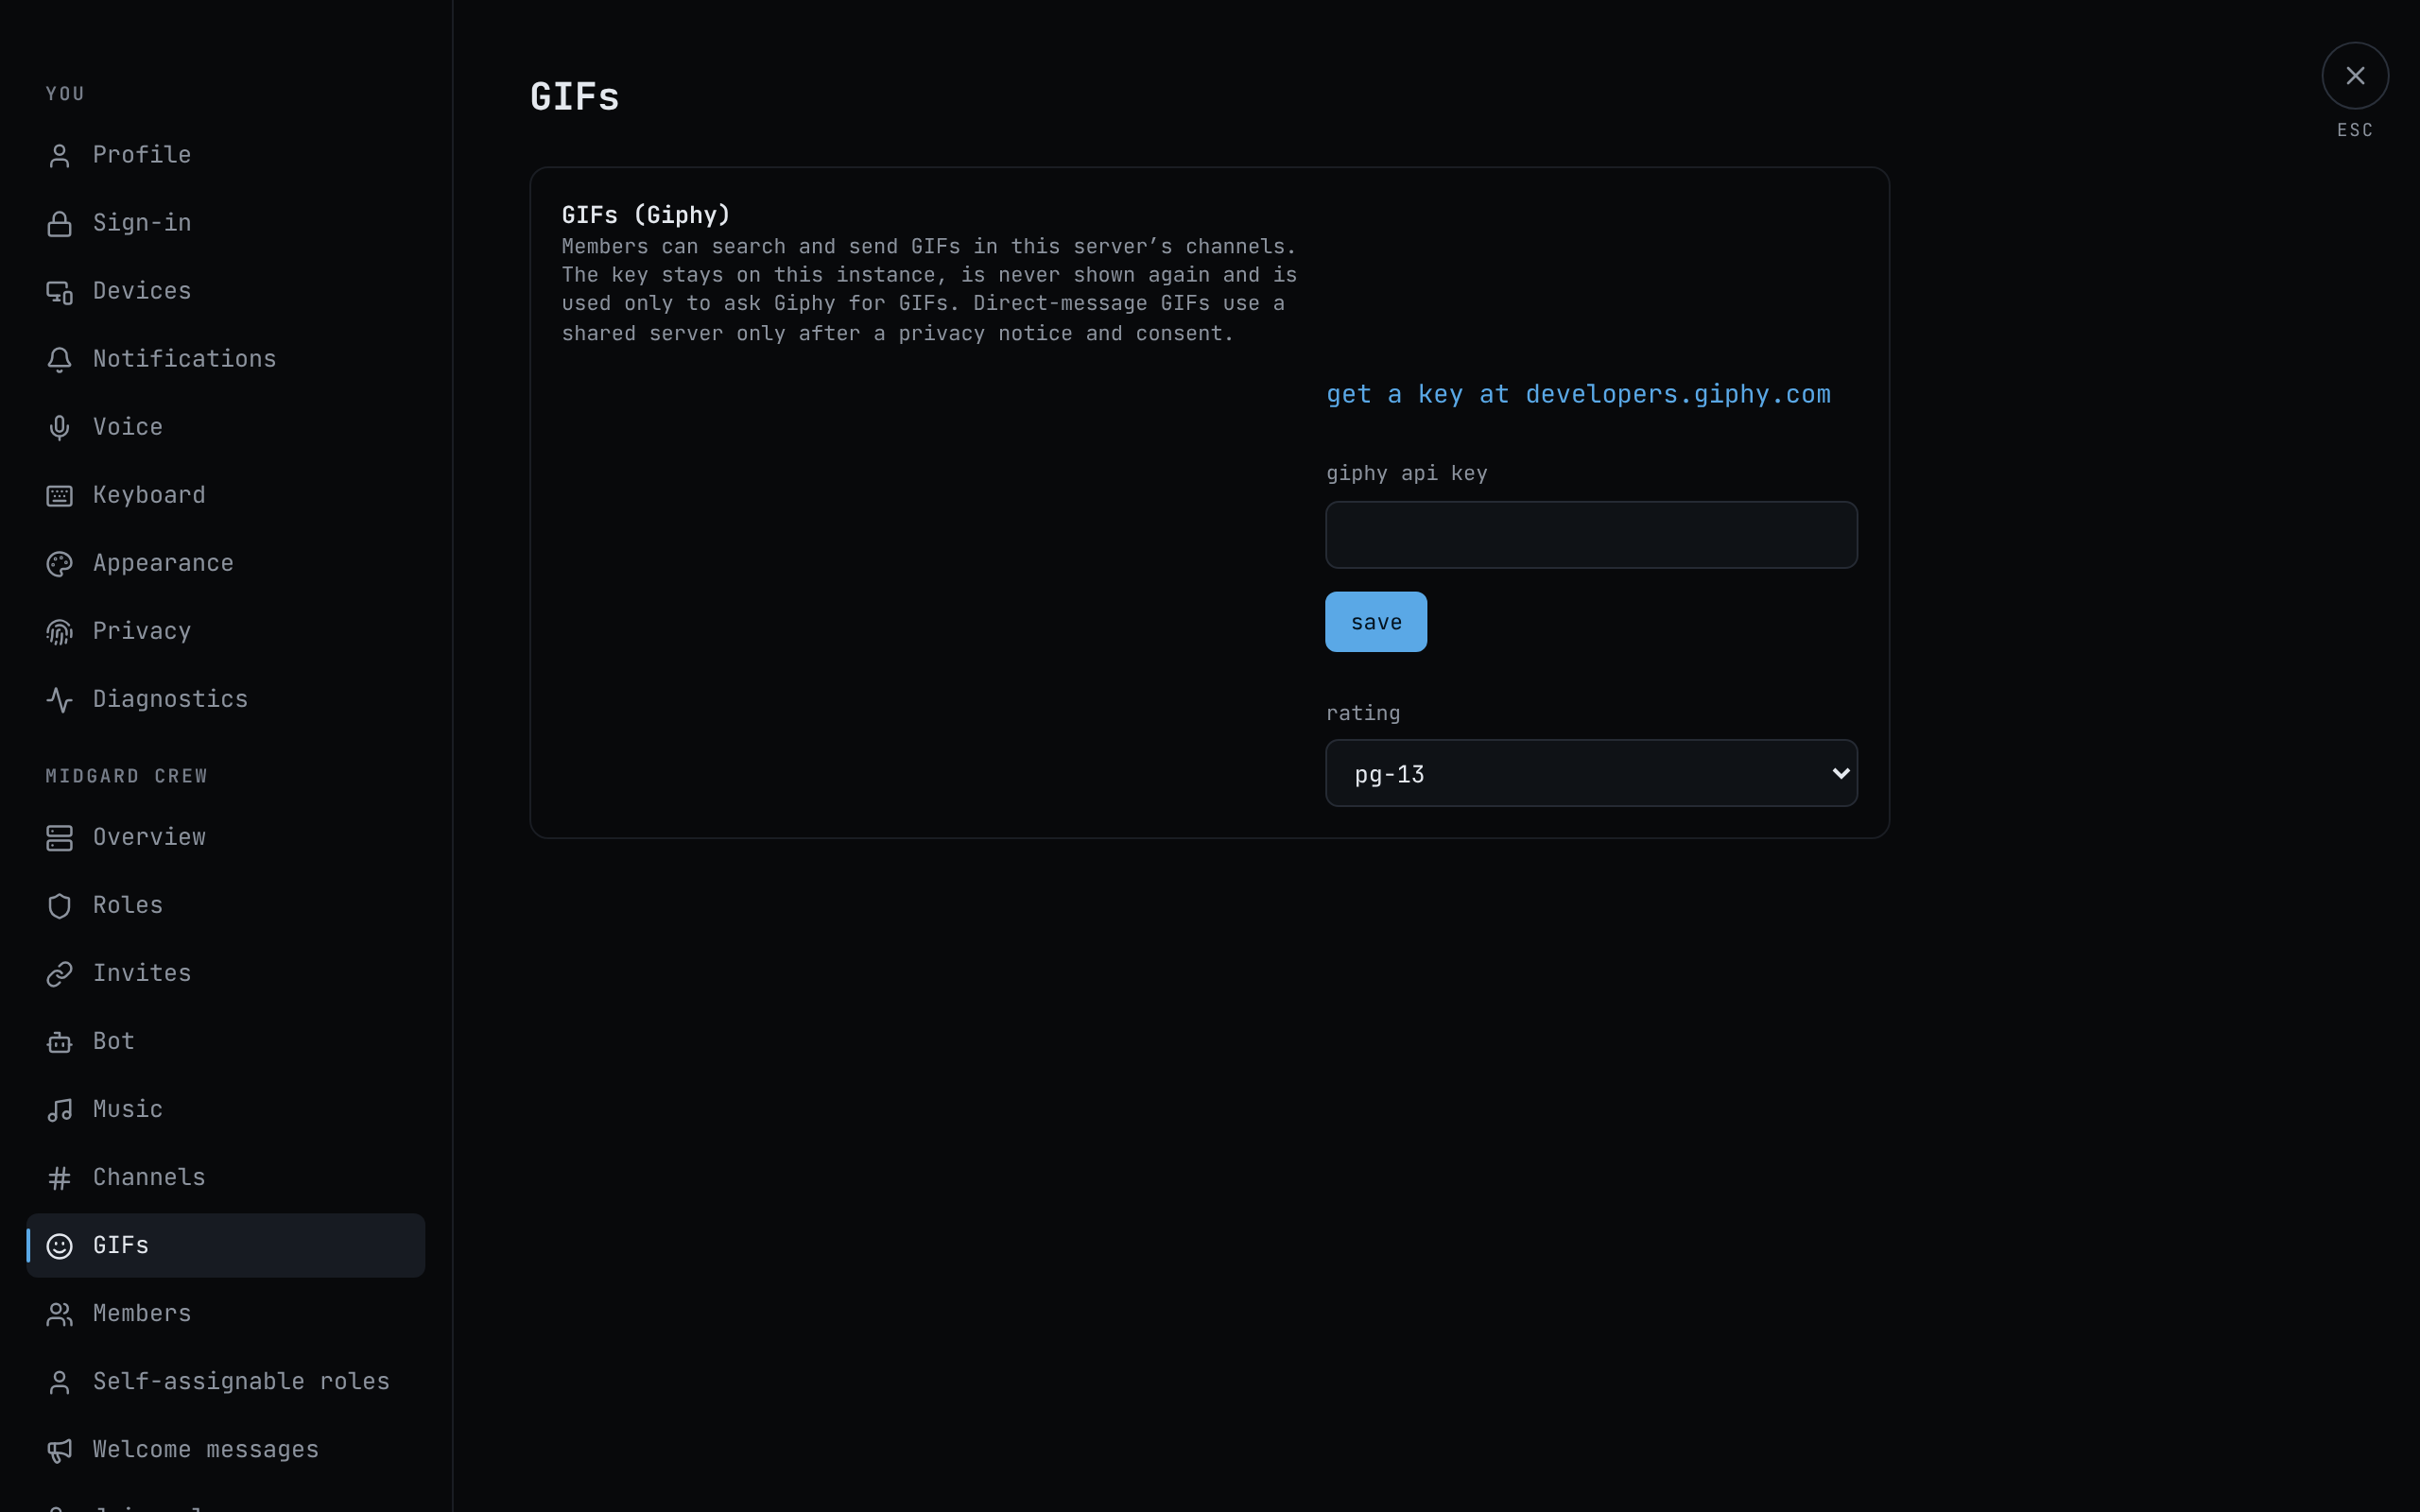 YOU
Profile
Sign-in
Devices
Notifications
Voice
Keyboard
Appearance
Privacy
Diagnostics
MIDGARD CREW
Overview
Roles
Invites
Bot
Music
Channels
GIFs
Members
Self-assignable roles
Welcome messages
GIFs
ESC
GIFs (Giphy)
Members can search and send GIFs in this server’s channels.
The key stays on this instance, is never shown again and is
used only to ask Giphy for GIFs. Direct-message GIFs use a
shared server only after a privacy notice and consent.
get a key at developers.giphy.com
giphy api key
save
rating
pg-13